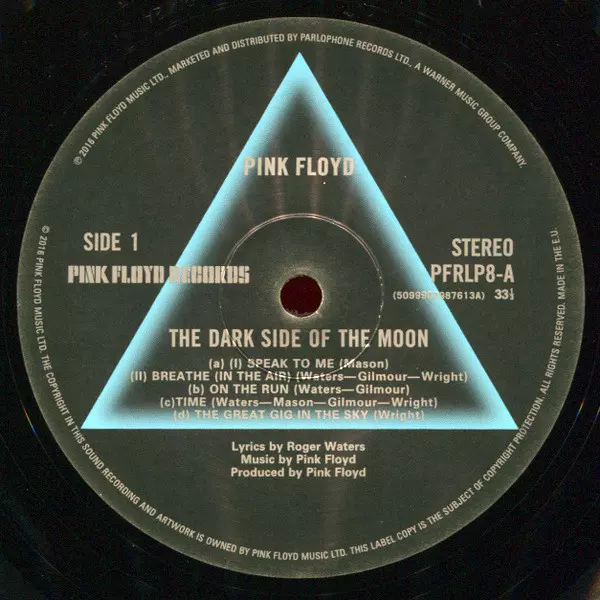 ℗ 2016 PINK FLOYD MUSIC LTD., MARKETED AND DISTRIBUTED BY PARLOPHONE RECORDS LTD., A WARNER MUSIC GROUP COMPANY.
PINK FLOYD
SIDE 1
STEREO
PINK FLOYD RECORDS
PFRLP8-A
33⅓
THE DARK SIDE OF THE MOON
(a) (I) SPEAK TO ME (Mason)
(II) BREATHE (IN THE AIR) (Waters—Gilmour—Wright)
(b) ON THE RUN (Waters—Gilmour)
(c)TIME (Waters—Mason—Gilmour—Wright)
(d) THE GREAT GIG IN THE SKY (Wright)
Lyrics by Roger Waters
Music by Pink Floyd
Produced by Pink Floyd
© 2016 PINK FLOYD MUSIC LTD. THE COPYRIGHT IN THIS SOUND RECORDING AND ARTWORK IS OWNED BY PINK FLOYD MUSIC LTD. THIS LABEL COPY IS THE SUBJECT OF COPYRIGHT PROTECTION. ALL RIGHTS RESERVED. MADE IN THE E.U.